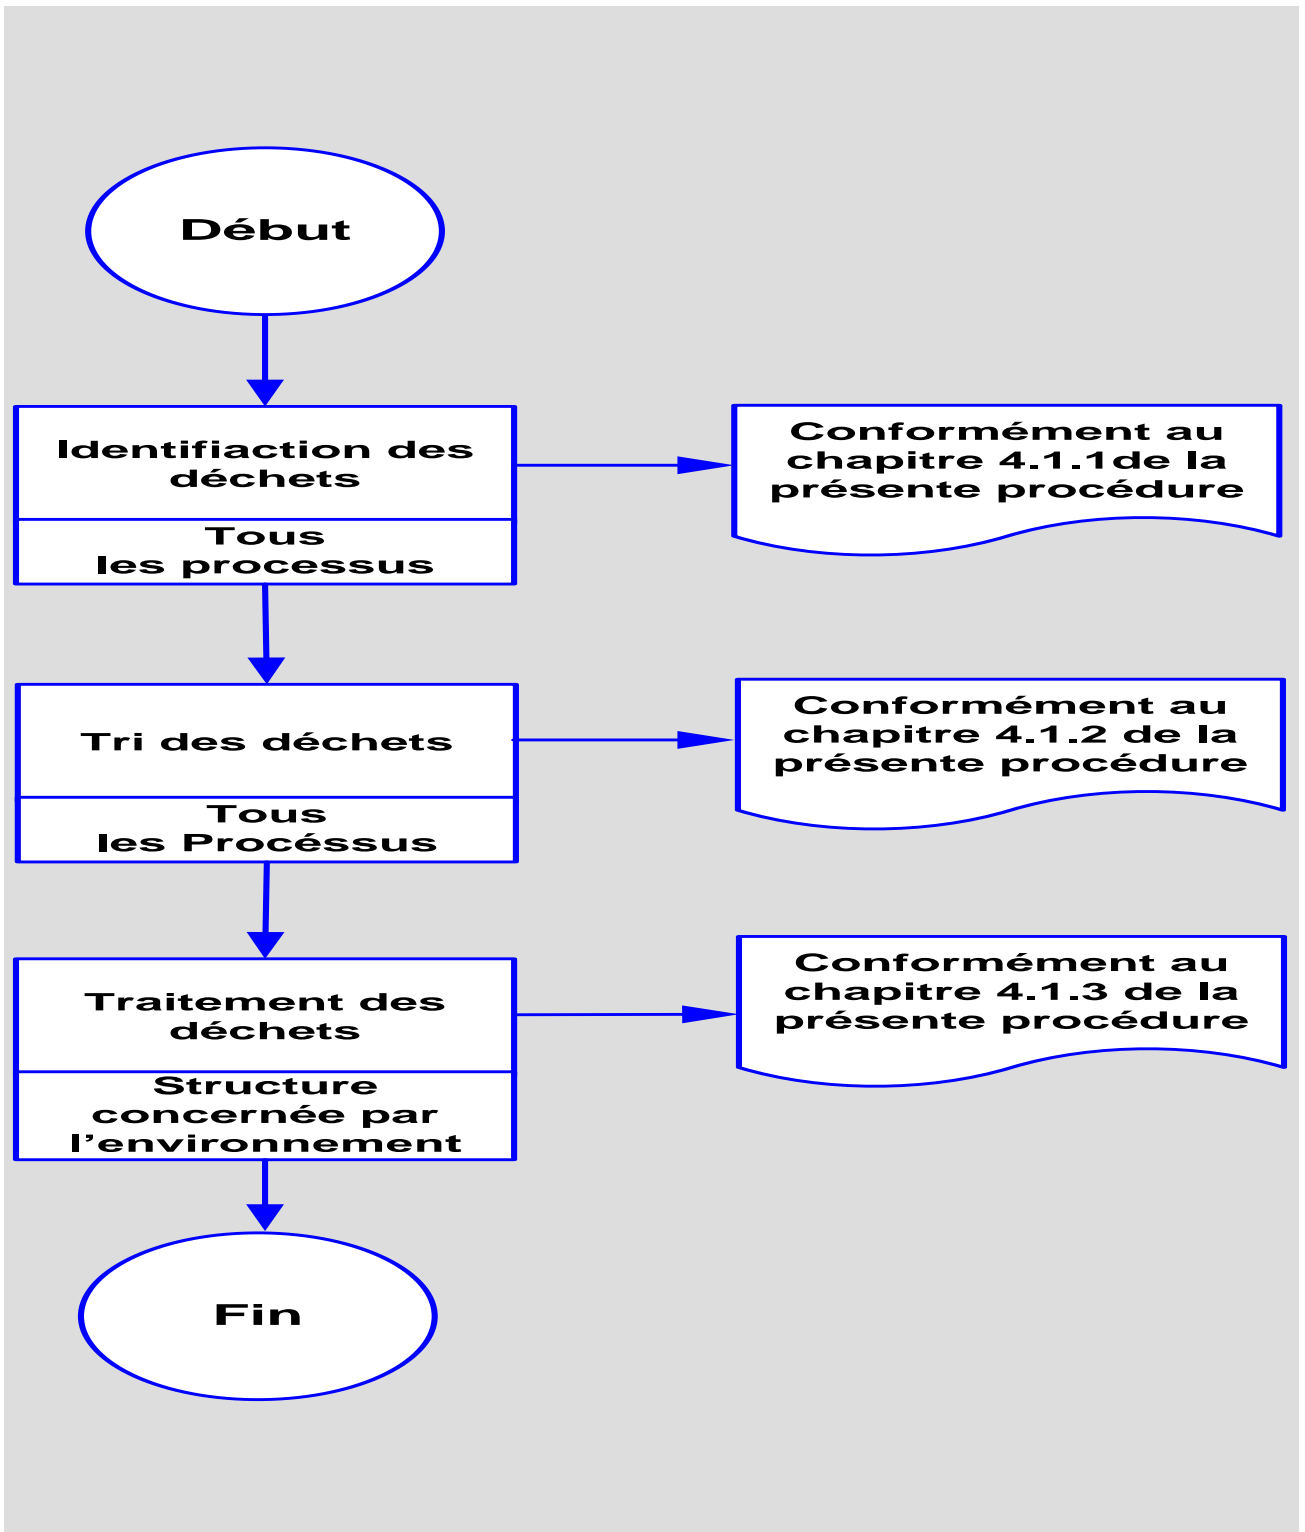 Début
Identifiaction des
déchets
Tous
les processus
Conformément au
chapitre 4.1.1de la
présente procédure
Tri des déchets
Tous
les Procéssus
Conformément au
chapitre 4.1.2 de la
présente procédure
Traitement des
déchets
Structure
concernée par
l’environnement
Conformément au
chapitre 4.1.3 de la
présente procédure
Fin